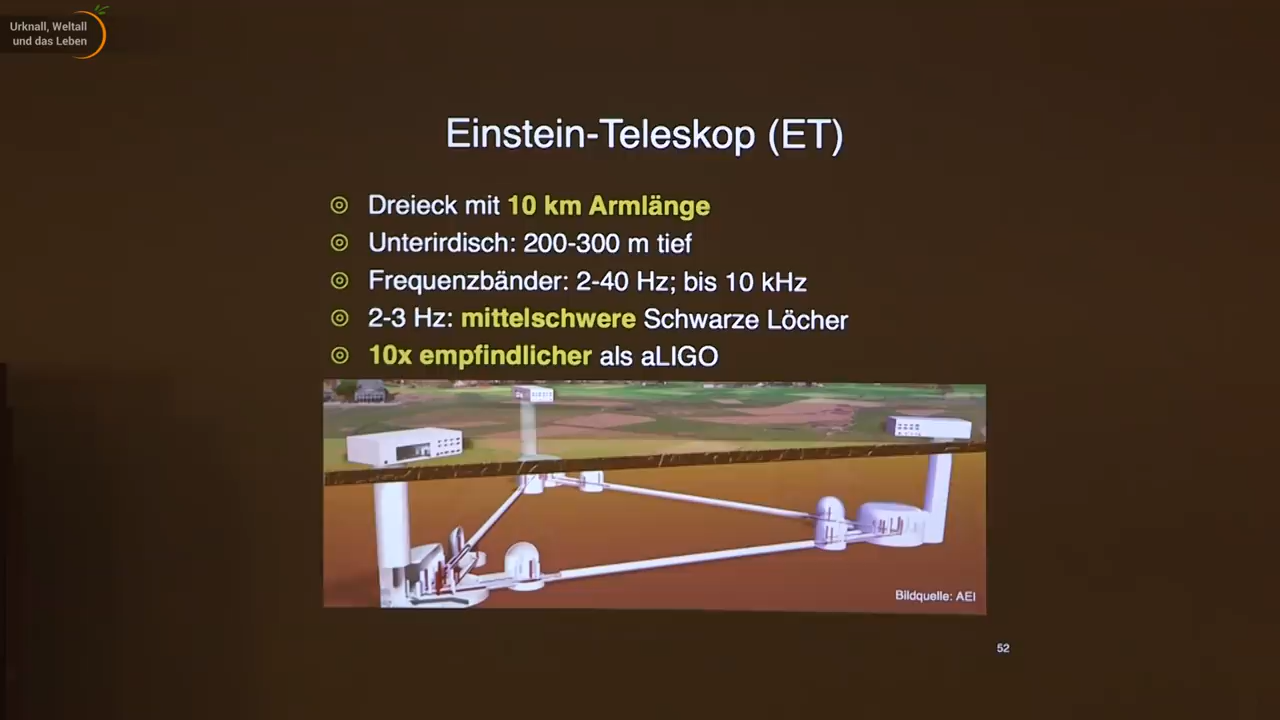 Urknall, Weltall
und das Leben
Einstein-Teleskop (ET)
Dreieck mit 10 km Armlänge
Unterirdisch: 200-300 m tief
Frequenzbänder: 2-40 Hz; bis 10 kHz
2-3 Hz: mittelschwere Schwarze Löcher
10x empfindlicher als aLIGO
Bildquelle: AEI
52